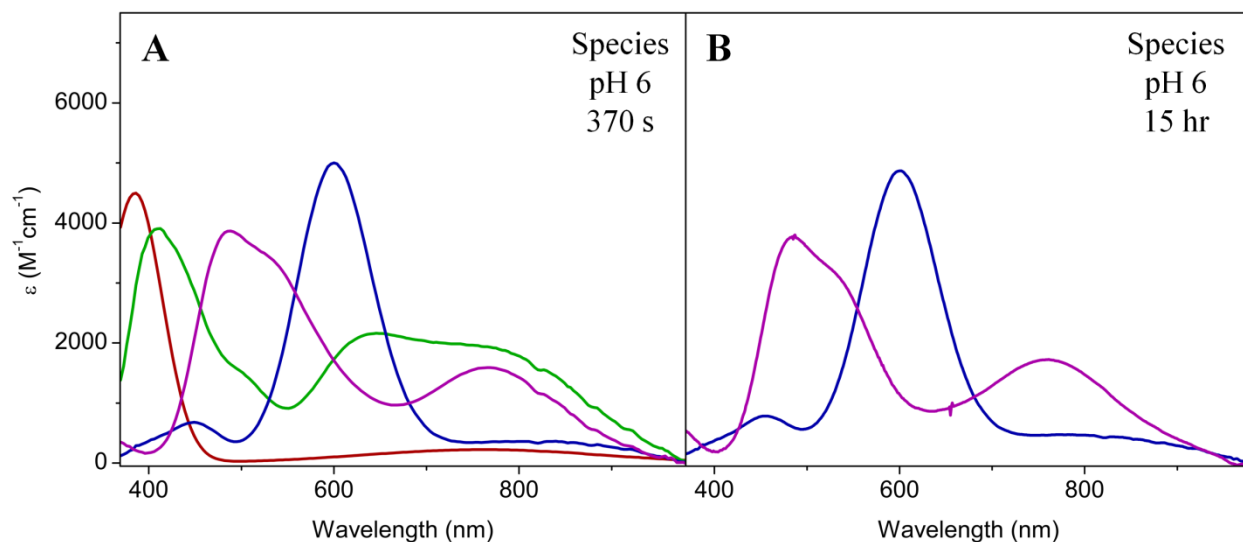 A
Species
pH 6
370 s
B
Species
pH 6
15 hr
ε (M⁻¹cm⁻¹)
6000
4000
2000
0
400
600
800
400
600
800
Wavelength (nm)
Wavelength (nm)